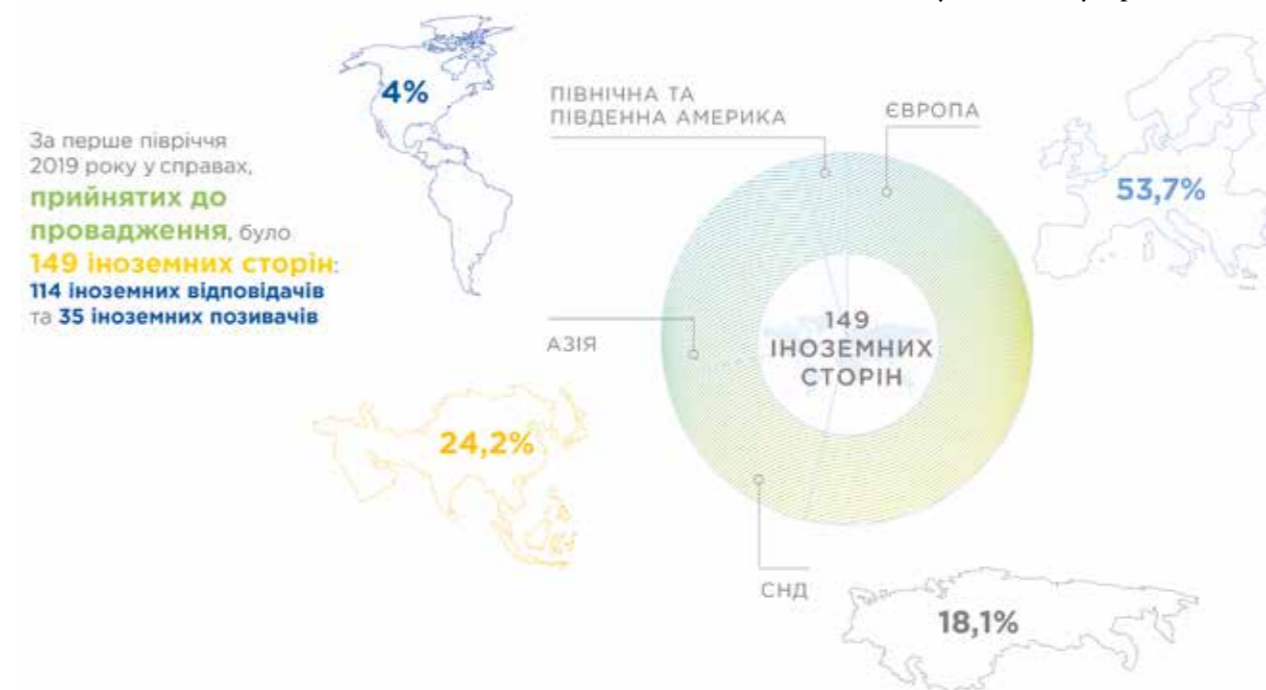 4%
ПІВНІЧНА ТА
ПІВДЕННА АМЕРИКА
ЄВРОПА
53,7%
За перше півріччя
2019 року у справах,
прийнятих до
провадження, було
149 іноземних сторін:
114 іноземних відповідачів
та 35 іноземних позивачів
149
ІНОЗЕМНИХ
СТОРІН
АЗІЯ
24,2%
СНД
18,1%